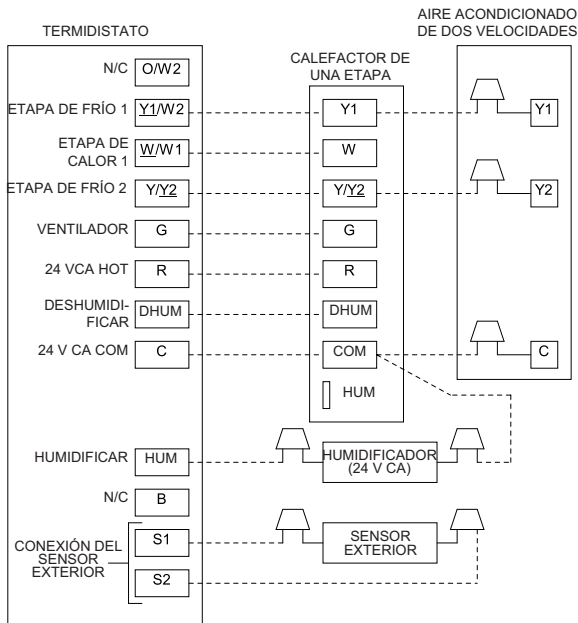 AIRE ACONDICIONADO
DE DOS VELOCIDADES
TERMIDISTATO
CALEFACTOR DE
UNA ETAPA
N/C O/W2
ETAPA DE FRÍO 1 Y1/W2 Y1 Y1
ETAPA DE
CALOR 1 W/W1 W
ETAPA DE FRÍO 2 Y/Y2 Y/Y2 Y2
VENTILADOR G G
24 VCA HOT R R
DESHUMIDI-
FICAR DHUM DHUM
24 V CA COM C COM C
HUM
HUMIDIFICAR HUM HUMIDIFICADOR
(24 V CA)
N/C B
S1 SENSOR
EXTERIOR
CONEXIÓN DEL
SENSOR
EXTERIOR
S2